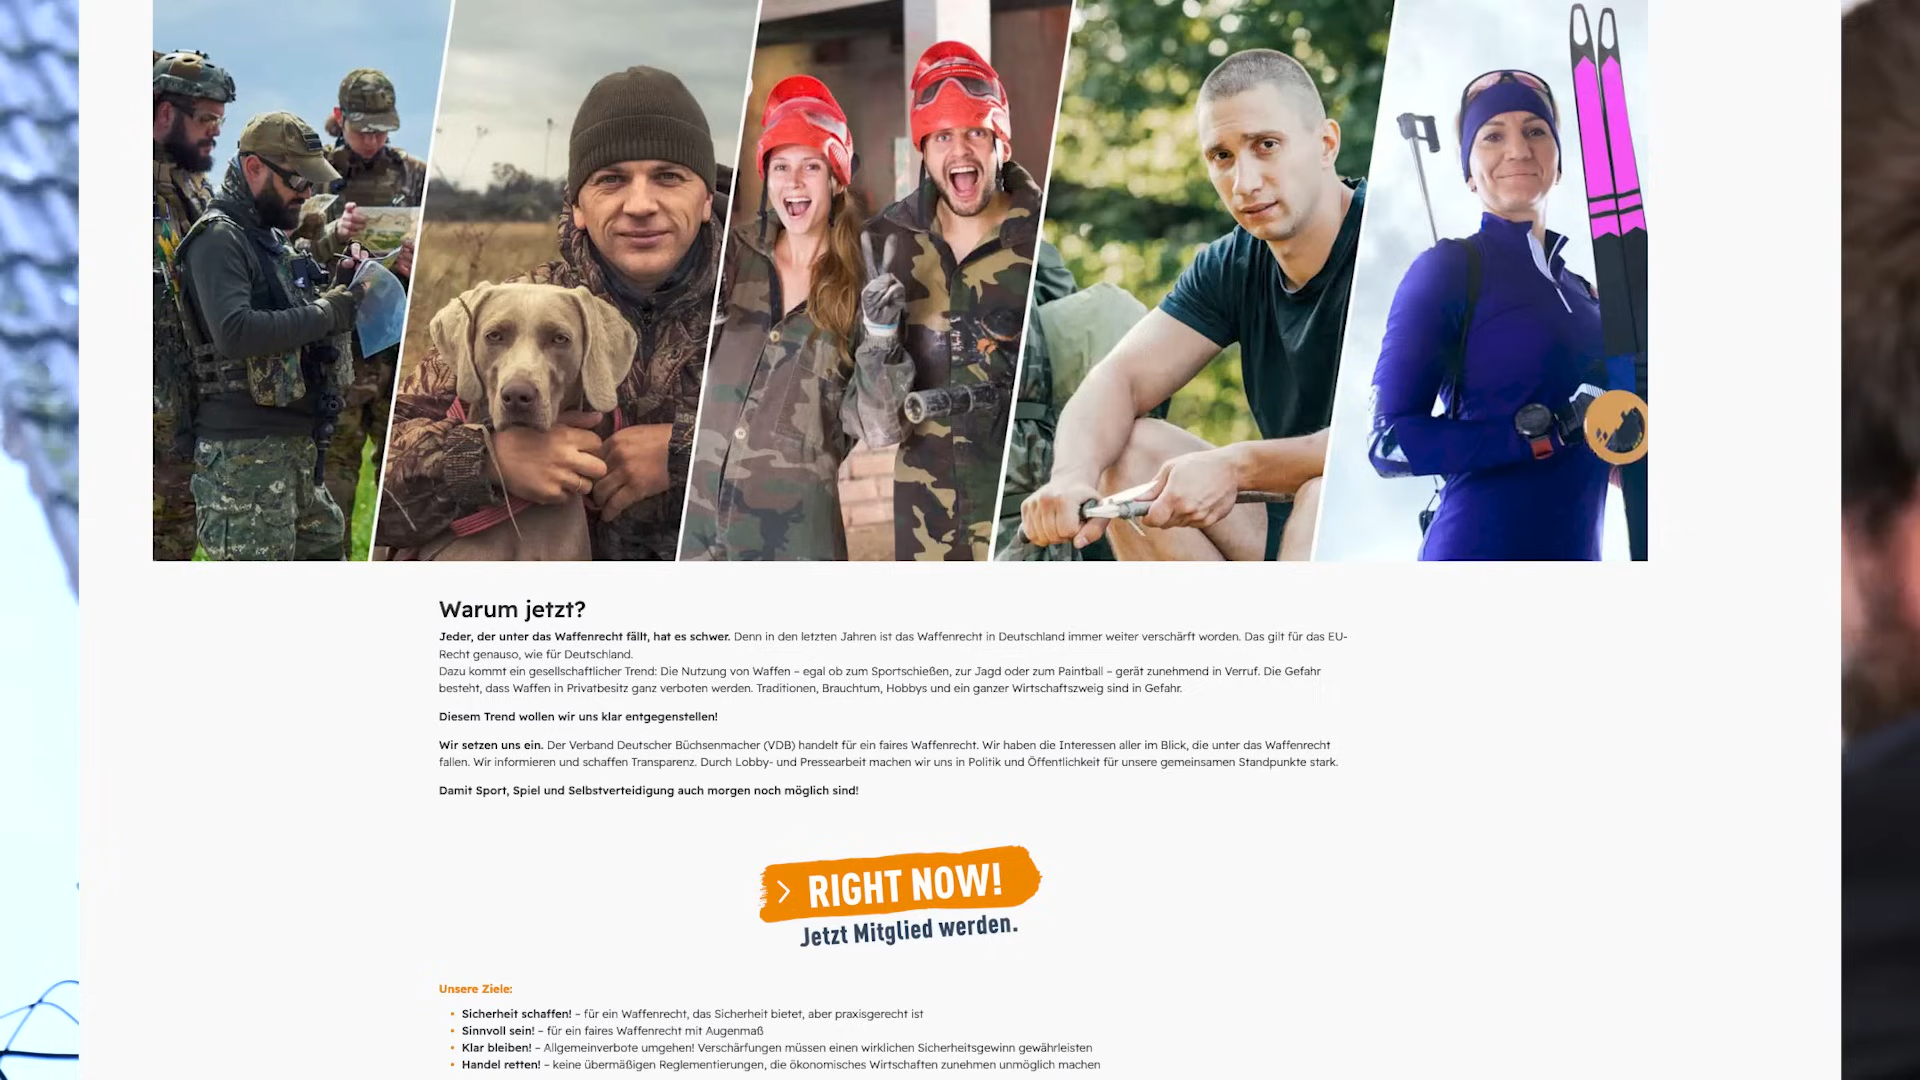 Warum jetzt?
Jeder, der unter das Waffenrecht fällt, hat es schwer. Denn in den letzten Jahren ist das Waffenrecht in Deutschland immer weiter verschärft worden. Das gilt für das EU-
Recht genauso, wie für Deutschland.
Dazu kommt ein gesellschaftlicher Trend: Die Nutzung von Waffen – egal ob zum Sportschießen, zur Jagd oder zum Paintball – gerät zunehmend in Verruf. Die Gefahr
besteht, dass Waffen in Privatbesitz ganz verboten werden. Traditionen, Brauchtum, Hobbys und ein ganzer Wirtschaftszweig sind in Gefahr.
Diesem Trend wollen wir uns klar entgegenstellen!
Wir setzen uns ein. Der Verband Deutscher Büchsenmacher (VDB) handelt für ein faires Waffenrecht. Wir haben die Interessen aller im Blick, die unter das Waffenrecht
fallen. Wir informieren und schaffen Transparenz. Durch Lobby- und Pressearbeit machen wir uns in Politik und Öffentlichkeit für unsere gemeinsamen Standpunkte stark.
Damit Sport, Spiel und Selbstverteidigung auch morgen noch möglich sind!
> RIGHT NOW!
Jetzt Mitglied werden.
Unsere Ziele:
• Sicherheit schaffen! – für ein Waffenrecht, das Sicherheit bietet, aber praxisgerecht ist
• Sinnvoll sein! – für ein faires Waffenrecht mit Augenmaß
• Klar bleiben! – Allgemeinverbote umgehen! Verschärfungen müssen einen wirklichen Sicherheitsgewinn gewährleisten
• Handel retten! – keine übermäßigen Reglementierungen, die ökonomisches Wirtschaften zunehmen unmöglich machen